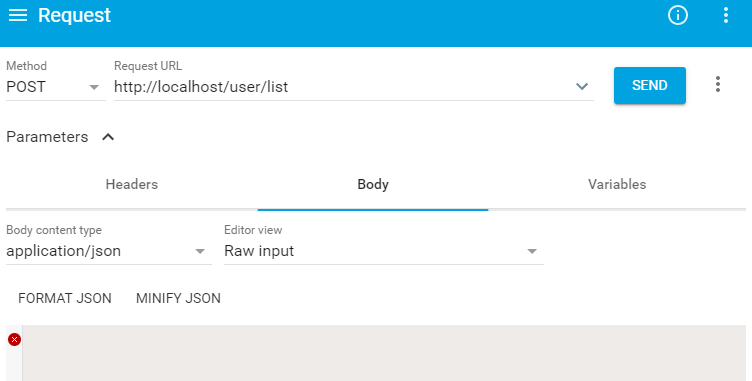 Request
Method
Request URL
POST
http://localhost/user/list
SEND
Parameters
Headers
Body
Variables
Body content type
Editor view
application/json
Raw input
FORMAT JSON
MINIFY JSON